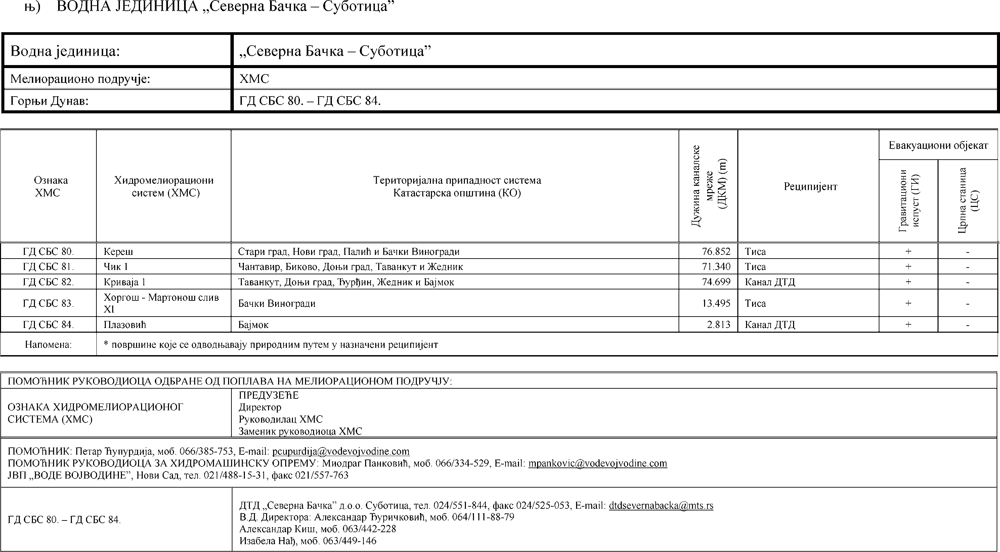 њ) ВОДНА ЈЕДИНИЦА „Северна Бачка – Суботица”
Водна јединица: „Северна Бачка – Суботица”
Мелиорационо подручје: ХМС
Горњи Дунав: ГД СБС 80. – ГД СБС 84.
Ознака
ХМС
Хидромелиорациони
систем (ХМС)
Територијална припадност система
Катастарска општина (КО)
Дужина каналске
мреже
(ДКМ) (m)
Реципијент
Евакуациони објекат
Гравитациони
испуст (ГИ)
Црпна станица
(ЦС)
ГД СБС 80. Кереш Стари град, Нови град, Палић и Бачки Виногради 76.852 Тиса + -
ГД СБС 81. Чик 1 Чантавир, Биково, Доњи град, Таванкут и Жедник 71.340 Тиса + -
ГД СБС 82. Криваја 1 Таванкут, Доњи град, Ђурђин, Жедник и Бајмок 74.699 Канал ДТД + -
ГД СБС 83. Хоргош - Мартонош слив
XI
Бачки Виногради 13.495 Тиса + -
ГД СБС 84. Плазовић Бајмок 2.813 Канал ДТД + -
Напомена: * површине које се одводњавају природним путем у назначени реципијент
ПОМОЋНИК РУКОВОДИОЦА ОДБРАНЕ ОД ПОПЛАВА НА МЕЛИОРАЦИОНОМ ПОДРУЧЈУ:
ОЗНАКА ХИДРОМЕЛИОРАЦИОНОГ
СИСТЕМА (ХМС)
ПРЕДУЗЕЋЕ
Директор
Руководилац ХМС
Заменик руководиоца ХМС
ПОМОЋНИК: Петар Ћупурдија, моб. 066/385-753, E-mail: pcupurdija@vodevojvodine.com
ПОМОЋНИК РУКОВОДИОЦА ЗА ХИДРОМАШИНСКУ ОПРЕМУ: Миодраг Панковић, моб. 066/334-529, E-mail: mpankovic@vodevojvodine.com
ЈВП „ВОДЕ ВОЈВОДИНЕ”, Нови Сад, тел. 021/488-15-31, факс 021/557-763
ГД СБС 80. – ГД СБС 84.
ДТД „Северна Бачка” д.о.о. Суботица, тел. 024/551-844, факс 024/525-053, E-mail: dtdsevernabacka@mts.rs
В.Д. Директора: Александар Ђуричковић, моб. 064/111-88-79
Александар Киш, моб. 063/442-228
Изабела Нађ, моб. 063/449-146